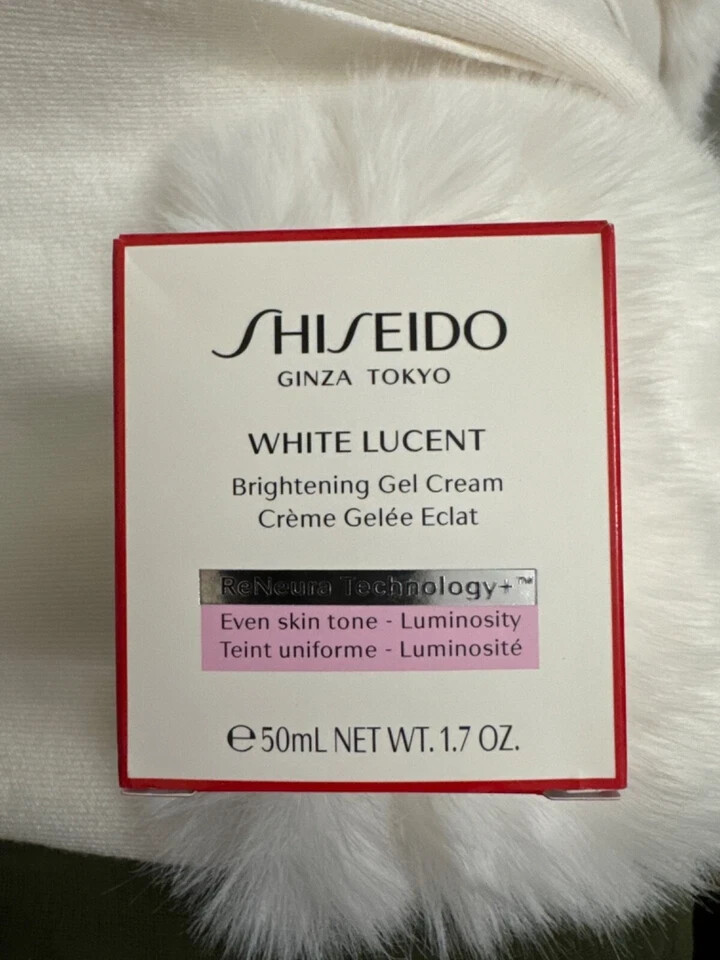 SHISEIDO
GINZA TOKYO
WHITE LUCENT
Brightening Gel Cream
Crème Gelée Eclat
ReNeura Technology+™
Even skin tone - Luminosity
Teint uniforme - Luminosité
℮50mL NET WT. 1.7 OZ.